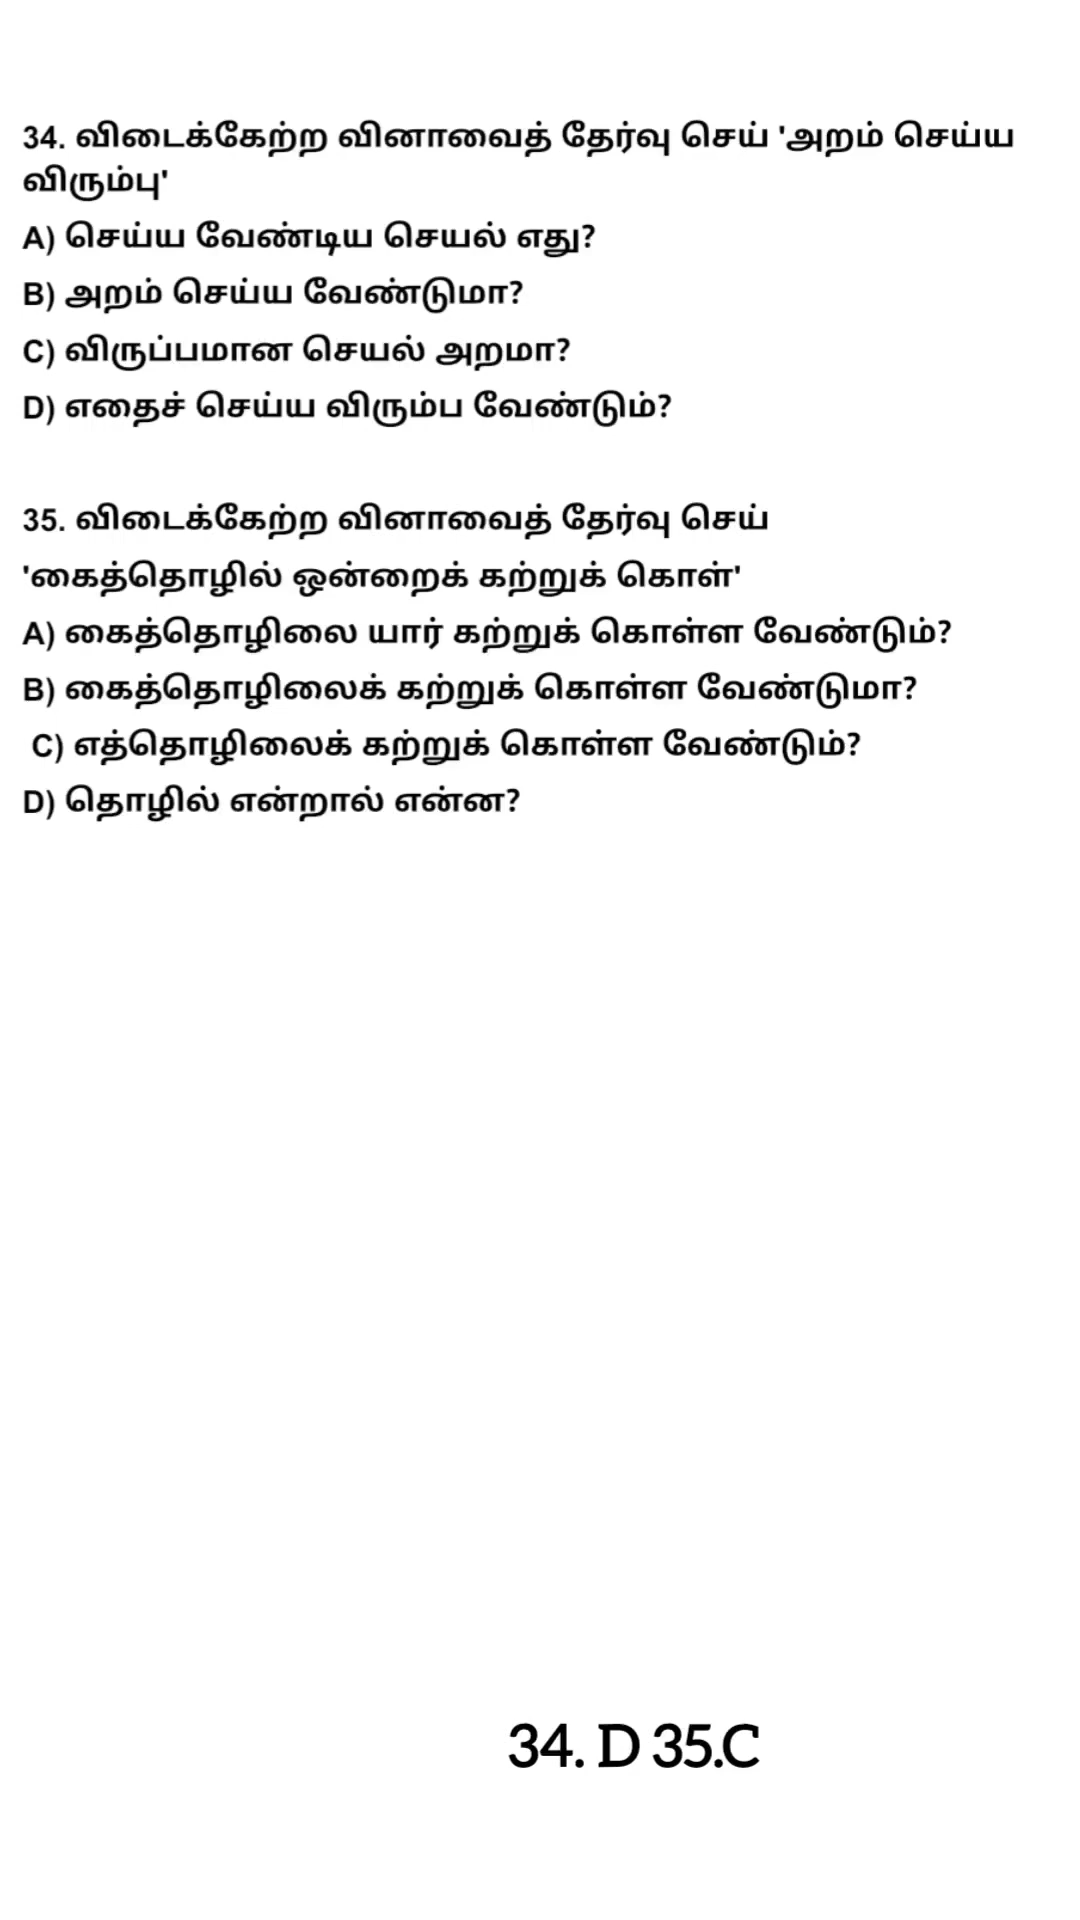 34. விடைக்கேற்ற வினாவைத் தேர்வு செய் 'அறம் செய்ய
விரும்பு'
A) செய்ய வேண்டிய செயல் எது?
B) அறம் செய்ய வேண்டுமா?
C) விருப்பமான செயல் அறமா?
D) எதைச் செய்ய விரும்ப வேண்டும்?
35. விடைக்கேற்ற வினாவைத் தேர்வு செய்
'கைத்தொழில் ஒன்றைக் கற்றுக் கொள்'
A) கைத்தொழிலை யார் கற்றுக் கொள்ள வேண்டும்?
B) கைத்தொழிலைக் கற்றுக் கொள்ள வேண்டுமா?
C) எத்தொழிலைக் கற்றுக் கொள்ள வேண்டும்?
D) தொழில் என்றால் என்ன?
34. D 35.C